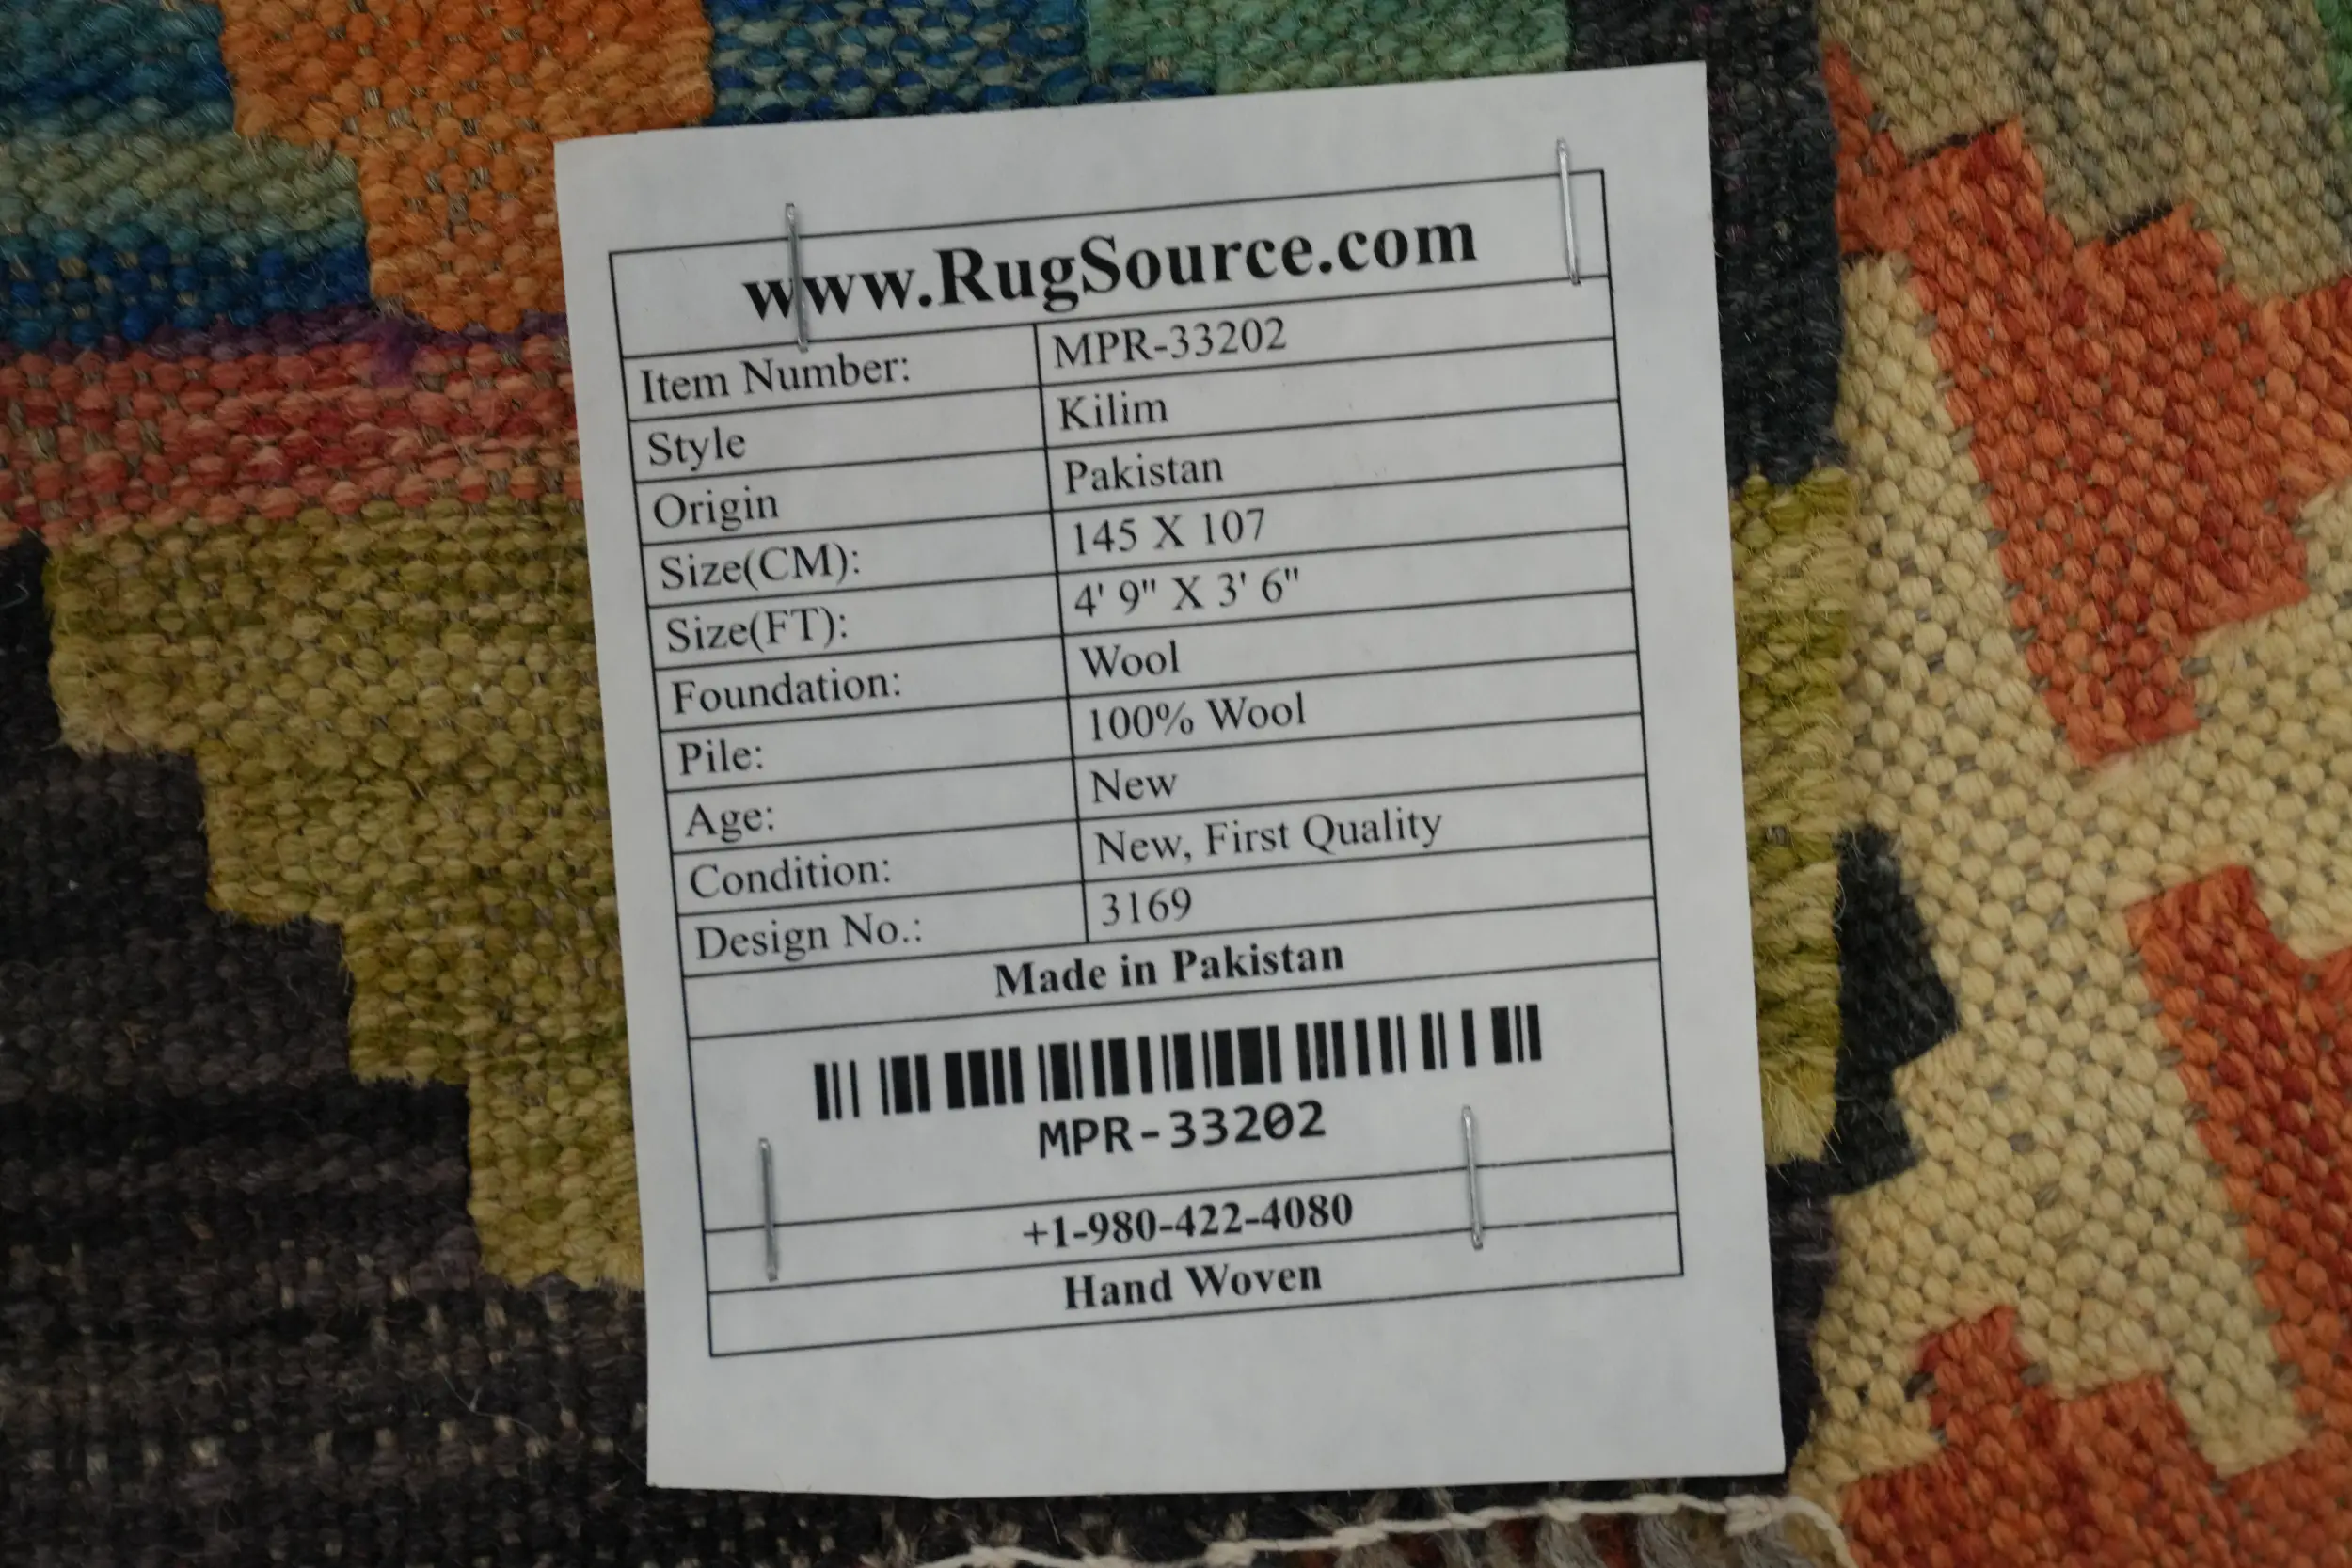 www.RugSource.com
Item Number: MPR-33202
Style Kilim
Origin Pakistan
Size(CM): 145 X 107
Size(FT): 4' 9" X 3' 6"
Foundation: Wool
Pile: 100% Wool
Age: New
Condition: New, First Quality
Design No.: 3169
Made in Pakistan
MPR-33202
+1-980-422-4080
Hand Woven